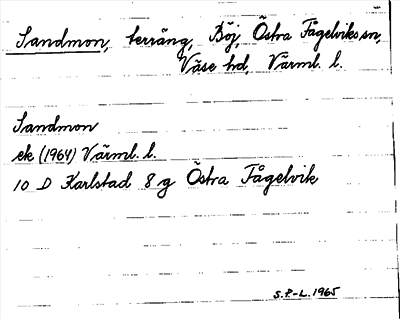 Sandmon, terräng, Böj, Östra Fågelviks sn,
Väse hd, Värml. l.
Sandmon
ek (1964) Värml. l.
10 D Karlstad 8 g Östra Fågelvik
S.P.-L. 1965